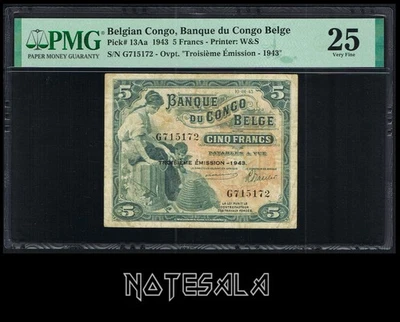 PMG
PAPER MONEY GUARANTY
Belgian Congo, Banque du Congo Belge
Pick# 13Aa 1943 5 Francs - Printer: W&S
S/N G715172 - Ovpt. "Troisième Émission - 1943"
25
Very Fine
BANQUE
DU CONGO
BELGE
G715172
CINQ FRANCS
PAYABLES A VUE
TROISIEME EMISSION-1943
G715172
5
5
NOTESALA